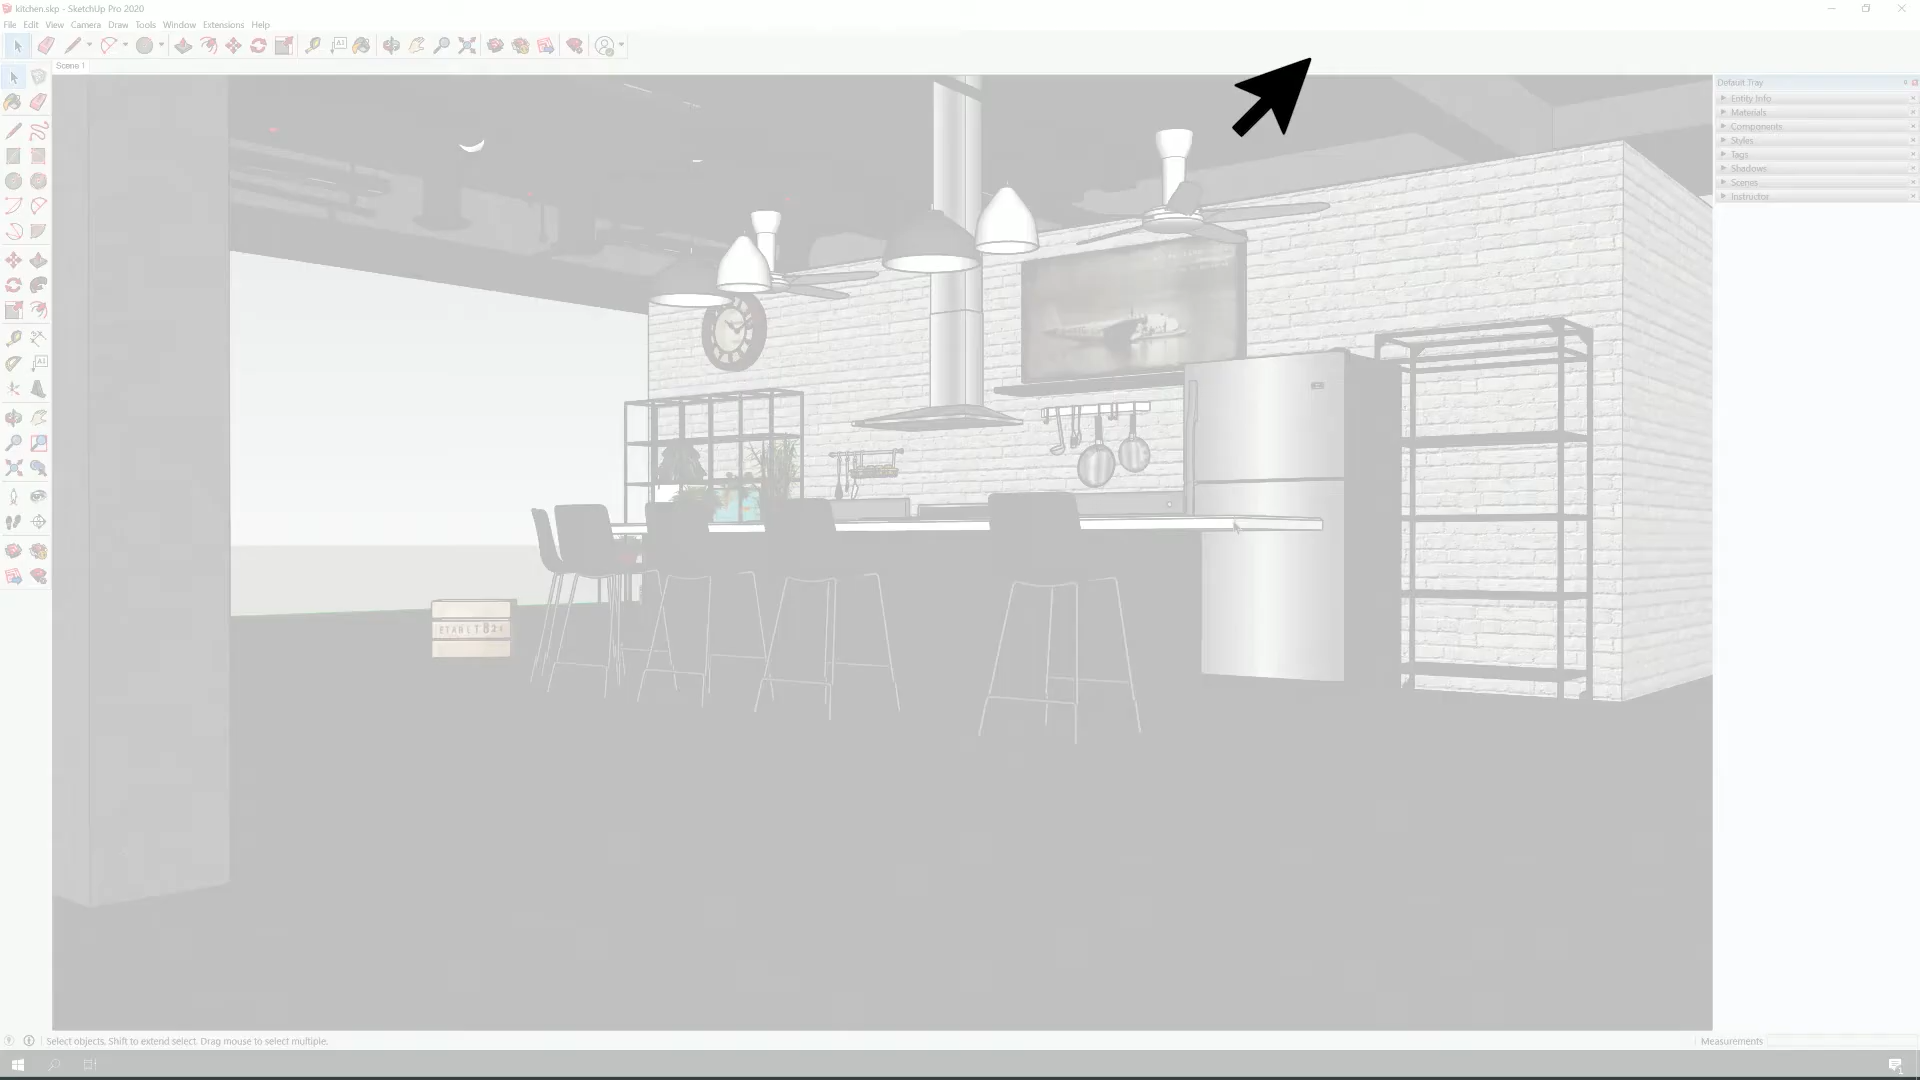 kitchen.skp - SketchUp Pro 2020
File Edit View Camera Draw Tools Window Extensions Help
Scene 1
Default Tray
Entity Info
Materials
Components
Styles
Tags
Shadows
Scenes
Instructor
Select objects. Shift to extend select. Drag mouse to select multiple.
Measurements